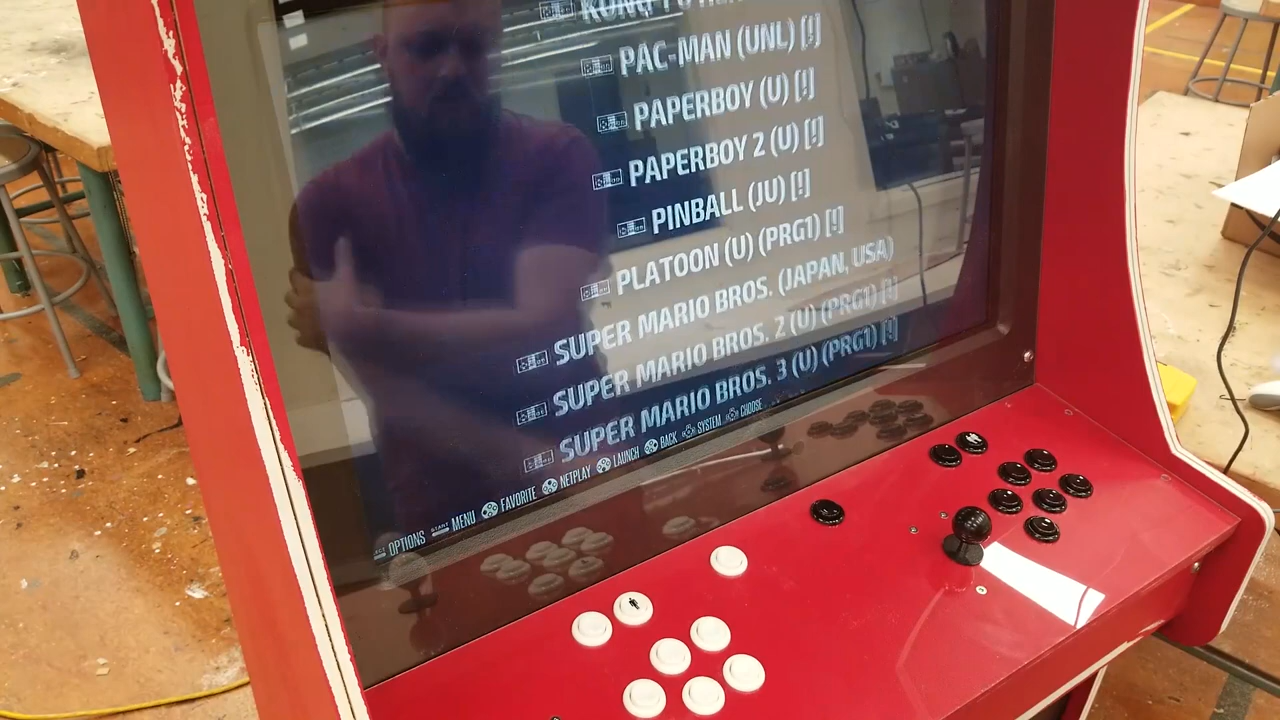 PAC-MAN (UNL) [!]
PAPERBOY (U) [!]
PAPERBOY 2 (U) [!]
PINBALL (JU) [!]
PLATOON (U) (PRG1) [!]
SUPER MARIO BROS. (JAPAN, USA)
SUPER MARIO BROS. 2 (U) (PRG1) [!]
SUPER MARIO BROS. 3 (U) (PRG1) [!]
OPTIONS START MENU FAVORITE NETPLAY LAUNCH BACK SYSTEM CHOOSE